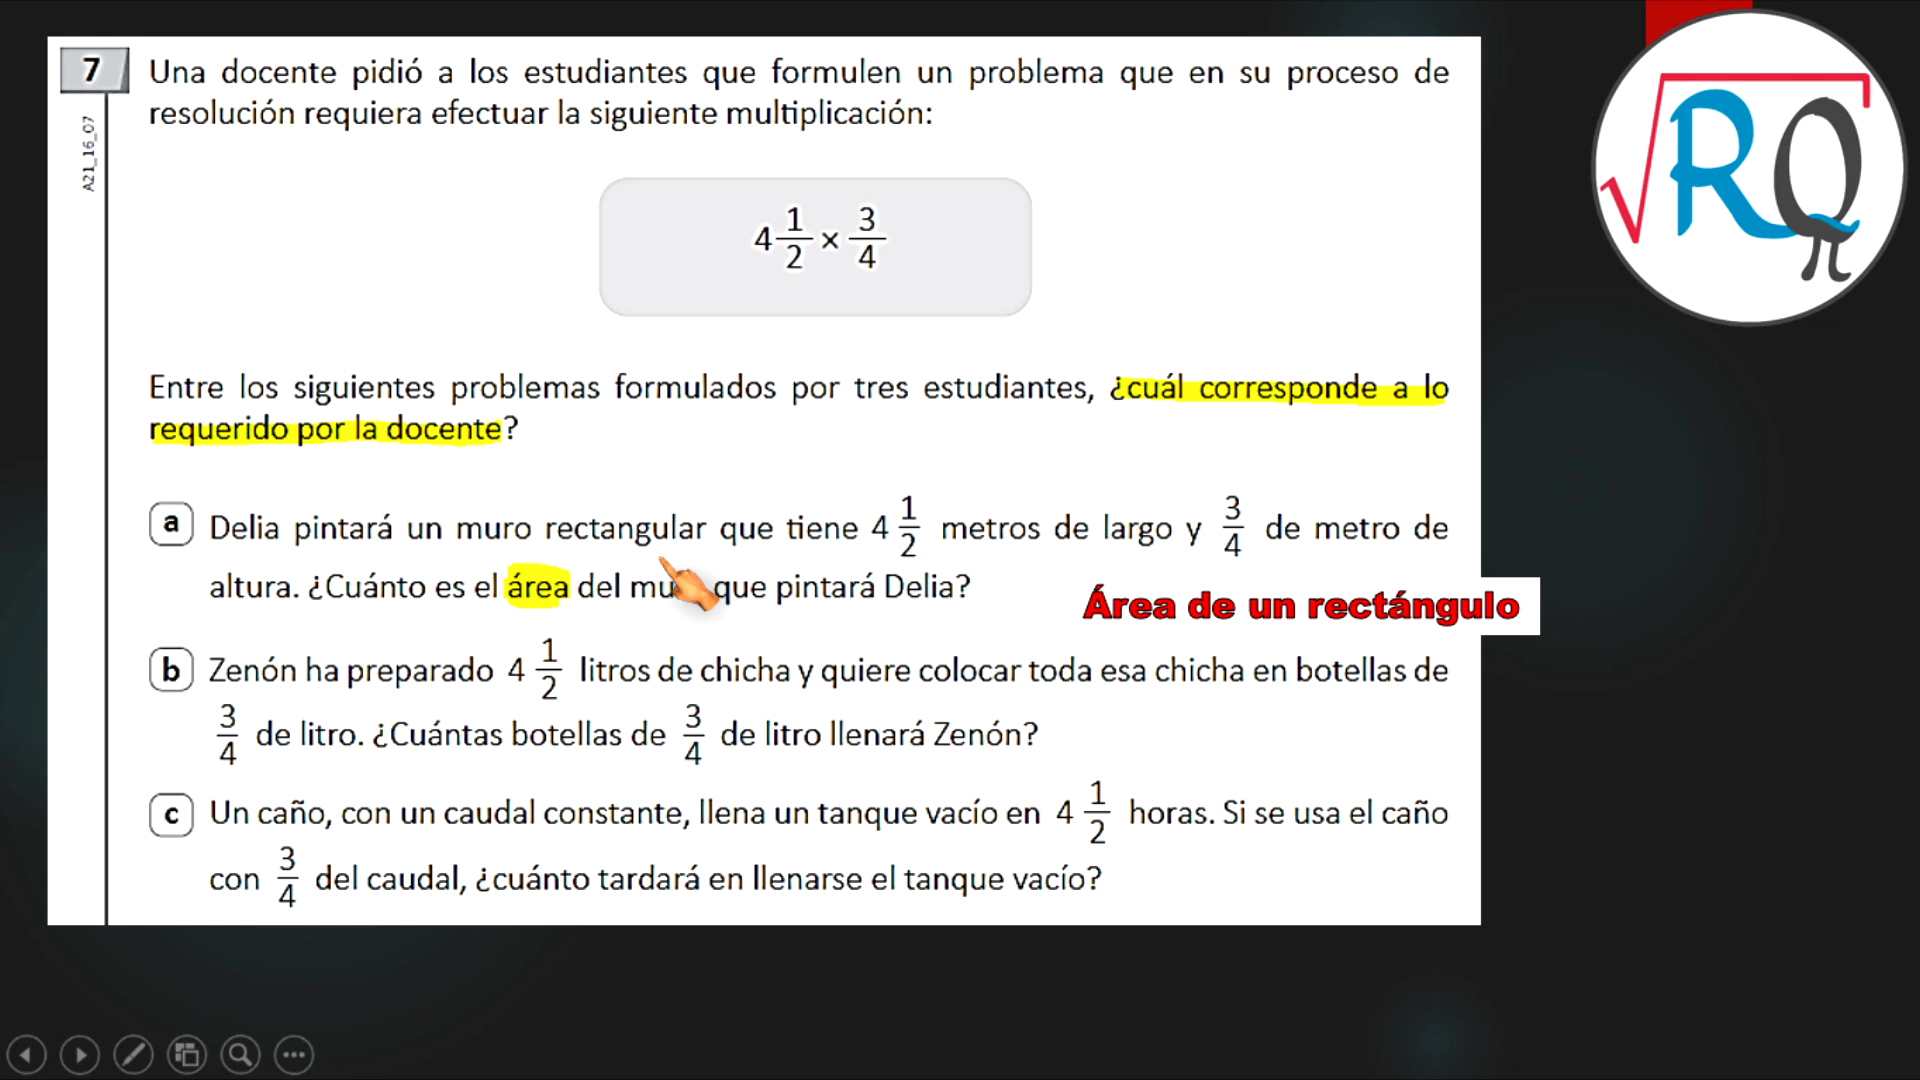 7
Una docente pidió a los estudiantes que formulen un problema que en su proceso de
resolución requiera efectuar la siguiente multiplicación:
A21_16_07
4 1/2 × 3/4
Entre los siguientes problemas formulados por tres estudiantes, ¿cuál corresponde a lo
requerido por la docente?
a Delia pintará un muro rectangular que tiene 4 1/2 metros de largo y 3/4 de metro de
altura. ¿Cuánto es el área del mu que pintará Delia?
Área de un rectángulo
b Zenón ha preparado 4 1/2 litros de chicha y quiere colocar toda esa chicha en botellas de
3/4 de litro. ¿Cuántas botellas de 3/4 de litro llenará Zenón?
c Un caño, con un caudal constante, llena un tanque vacío en 4 1/2 horas. Si se usa el caño
con 3/4 del caudal, ¿cuánto tardará en llenarse el tanque vacío?
√RQπ